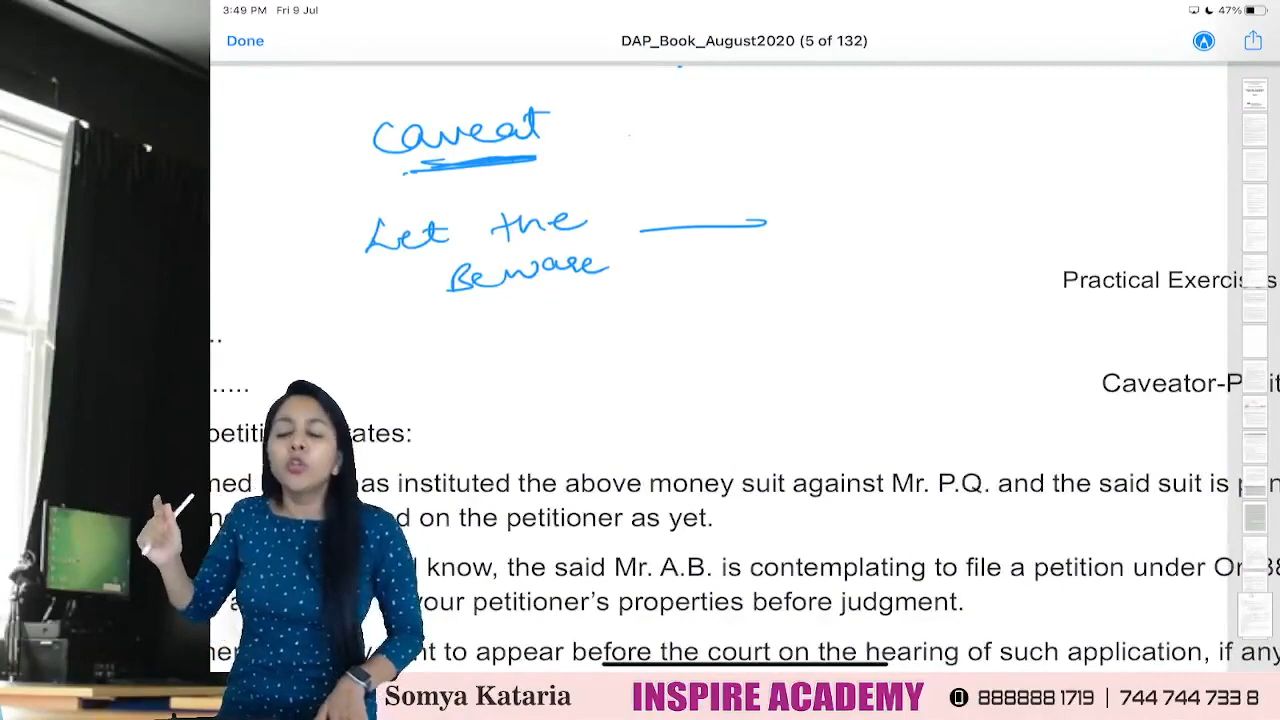 3:49 PM Fri 9 Jul
47%
Done
DAP_Book_August2020 (5 of 132)
Caveat
Let the
Beware
Practical Exercis
..
.....
Caveator-P
petiti ates:
med as instituted the above money suit against Mr. P.Q. and the said suit is
d on the petitioner as yet.
I know, the said Mr. A.B. is contemplating to file a petition under Or
your petitioner's properties before judgment.
nt to appear before the court on the hearing of such application, if any
Somya Kataria
INSPIRE ACADEMY
888888 1719 | 744 744 733 8